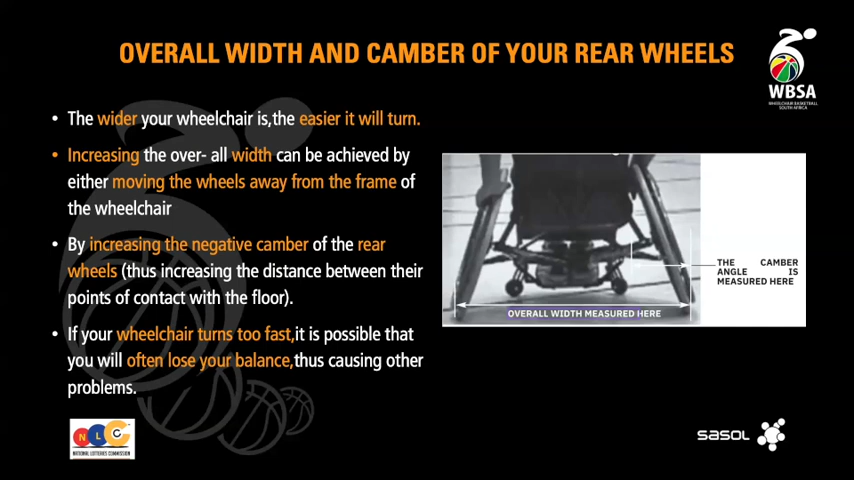 OVERALL WIDTH AND CAMBER OF YOUR REAR WHEELS
WBSA
WHEELCHAIR BASKETBALL
SOUTH AFRICA
• The wider your wheelchair is,the easier it will turn.
• Increasing the over- all width can be achieved by
either moving the wheels away from the frame of
the wheelchair
• By increasing the negative camber of the rear
wheels (thus increasing the distance between their
points of contact with the floor).
• If your wheelchair turns too fast,it is possible that
you will often lose your balance,thus causing other
problems.
THE CAMBER
ANGLE IS
MEASURED HERE
OVERALL WIDTH MEASURED HERE
NLC
NATIONAL LOTTERIES COMMISSION
sasol